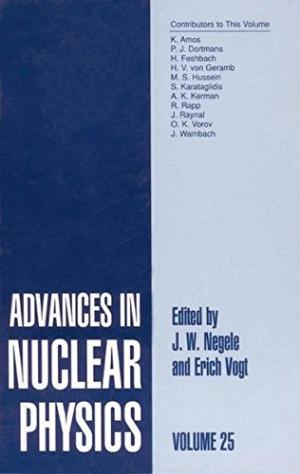 Contributors to This Volume
K. Amos
P. J. Dortmans
H. Feshbach
H. V. von Geramb
M. S. Hussein
S. Karataglidis
A. K. Kerman
R. Rapp
J. Raynal
O. K. Vorov
J. Wambach
ADVANCES IN
NUCLEAR
PHYSICS
Edited by
J. W. Negele
and Erich Vogt
VOLUME 25